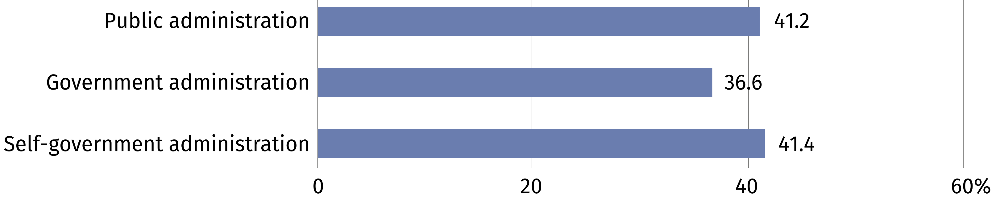 Public administration 41.2
Government administration 36.6
Self-government administration 41.4
0 20 40 60%